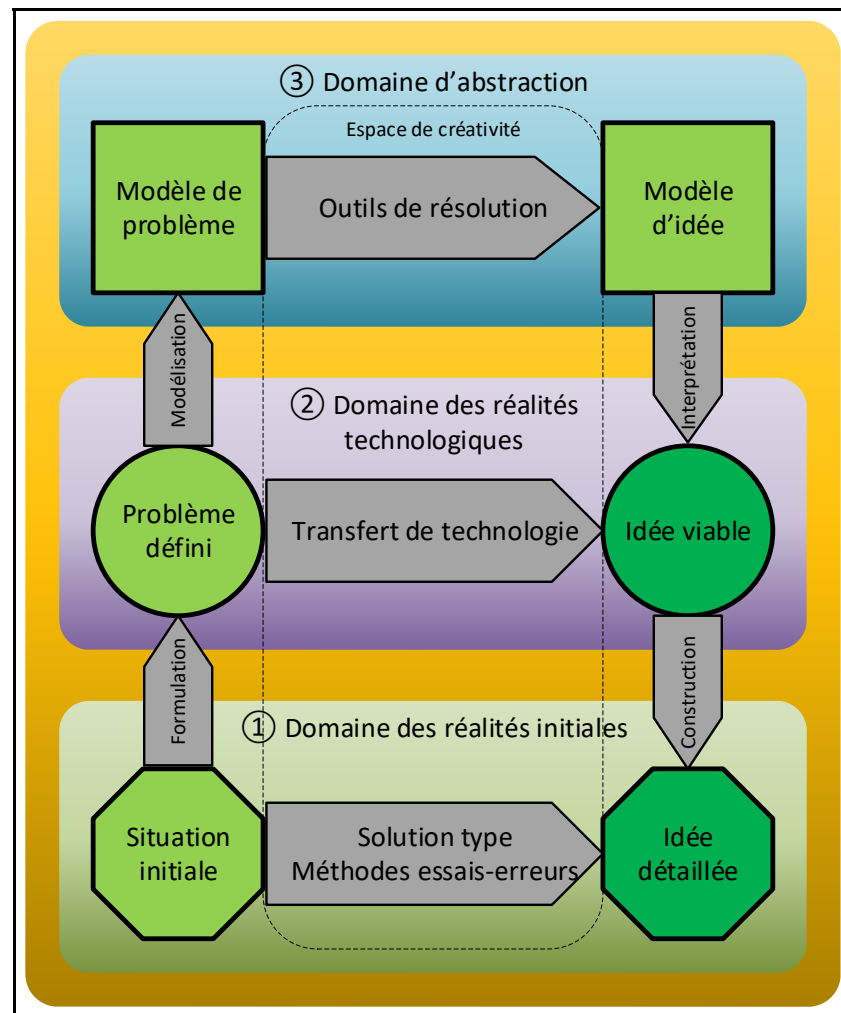 ③ Domaine d’abstraction
Espace de créativité
Modèle de
problème
Outils de résolution
Modèle
d’idée
Modélisation
Interprétation
② Domaine des réalités
technologiques
Problème
défini
Transfert de technologie
Idée viable
Formulation
Construction
① Domaine des réalités initiales
Situation
initiale
Solution type
Méthodes essais-erreurs
Idée
détaillée